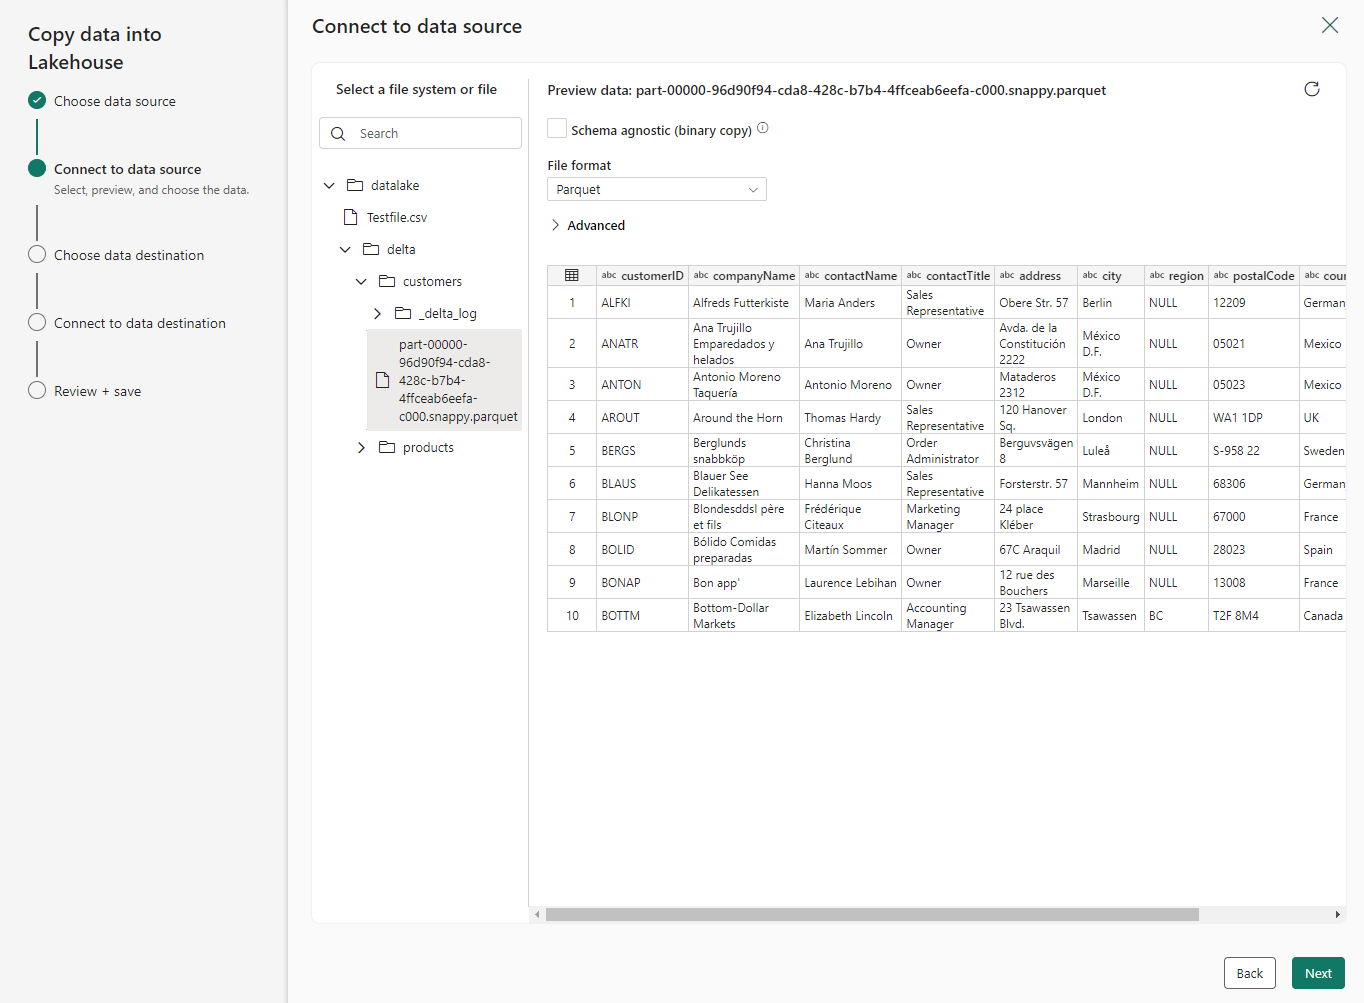 Copy data into
Lakehouse
Choose data source
Connect to data source
Select, preview, and choose the data.
Choose data destination
Connect to data destination
Review + save
Connect to data source
Select a file system or file
Search
datalake
Testfile.csv
delta
customers
_delta_log
part-00000-
96d90f94-cda8-
428c-b7b4-
4ffceab6eefa-
c000.snappy.parquet
products
Preview data: part-00000-96d90f94-cda8-428c-b7b4-4ffceab6eefa-c000.snappy.parquet
Schema agnostic (binary copy)
File format
Parquet
Advanced
abc customerID abc companyName abc contactName abc contactTitle abc address abc city abc region abc postalCode abc cour
1 ALFKI Alfreds Futterkiste Maria Anders Sales Representative Obere Str. 57 Berlin NULL 12209 German
2 ANATR Ana Trujillo Emparedados y helados Ana Trujillo Owner Avda. de la Constitución 2222 México D.F. NULL 05021 Mexico
3 ANTON Antonio Moreno Taquería Antonio Moreno Owner Mataderos 2312 México D.F. NULL 05023 Mexico
4 AROUT Around the Horn Thomas Hardy Sales Representative 120 Hanover Sq. London NULL WA1 1DP UK
5 BERGS Berglunds snabbköp Christina Berglund Order Administrator Berguvsvägen 8 Luleå NULL S-958 22 Sweden
6 BLAUS Blauer See Delikatessen Hanna Moos Sales Representative Forsterstr. 57 Mannheim NULL 68306 German
7 BLONP Blondesddsl père et fils Frédérique Citeaux Marketing Manager 24 place Kléber Strasbourg NULL 67000 France
8 BOLID Bólido Comidas preparadas Martín Sommer Owner 67C Araquil Madrid NULL 28023 Spain
9 BONAP Bon app' Laurence Lebihan Owner 12 rue des Bouchers Marseille NULL 13008 France
10 BOTTM Bottom-Dollar Markets Elizabeth Lincoln Accounting Manager 23 Tsawassen Blvd. Tsawassen BC T2F 8M4 Canada
Back
Next